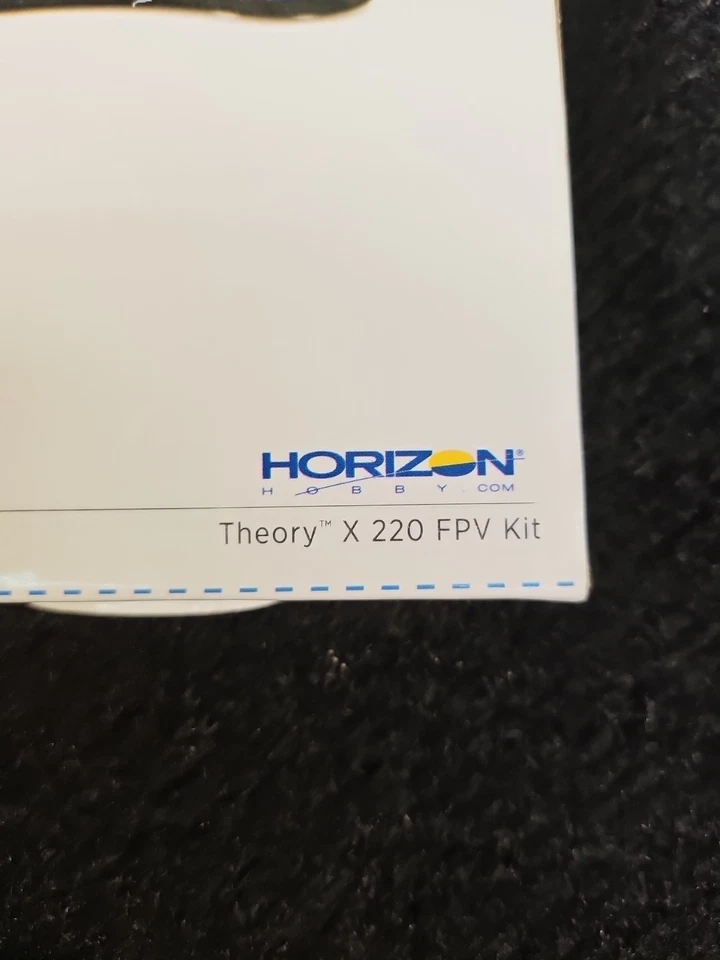 HORIZON®
HOBBY.COM
Theory™ X 220 FPV Kit